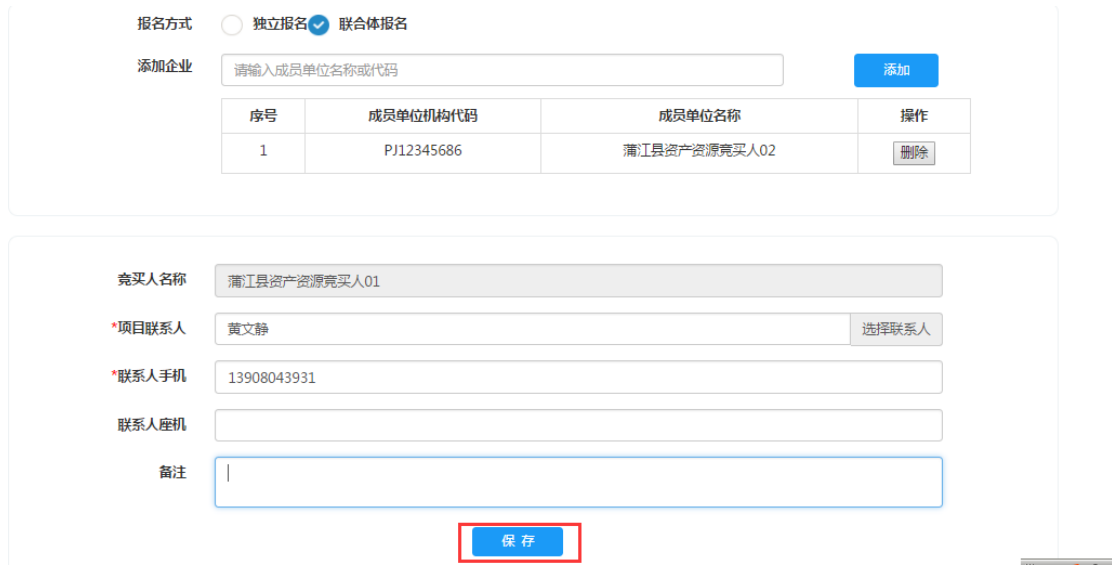 报名方式 独立报名 联合体报名
添加企业 请输入成员单位名称或代码 添加
序号 成员单位机构代码 成员单位名称 操作
1 PJ12345686 蒲江县资产资源竞买人02 删除
竞买人名称 蒲江县资产资源竞买人01
*项目联系人 黄文静 选择联系人
*联系人手机 13908043931
联系人座机
备注
保存